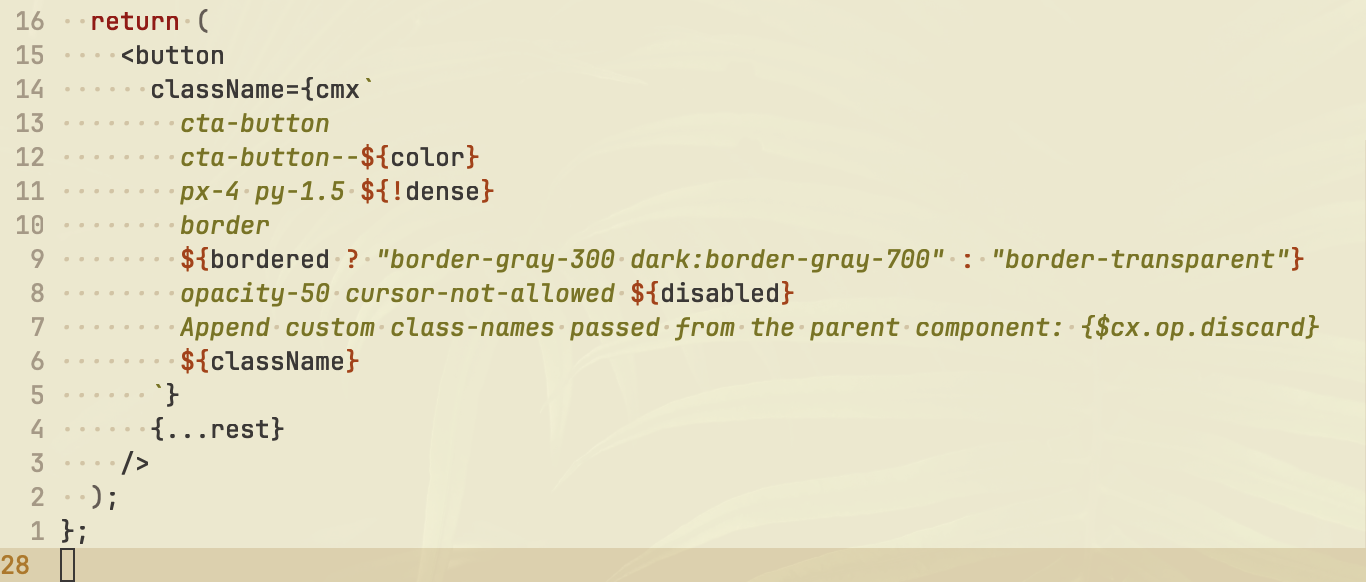 16   return (
15     <button
14       className={cmx`
13         cta-button
12         cta-button--${color}
11         px-4 py-1.5 ${!dense}
10         border
9         ${bordered ? "border-gray-300 dark:border-gray-700" : "border-transparent"}
8         opacity-50 cursor-not-allowed ${disabled}
7         Append custom class-names passed from the parent component: {$cx.op.discard}
6         ${className}
5       `}
4       {...rest}
3     />
2   );
1 };
28